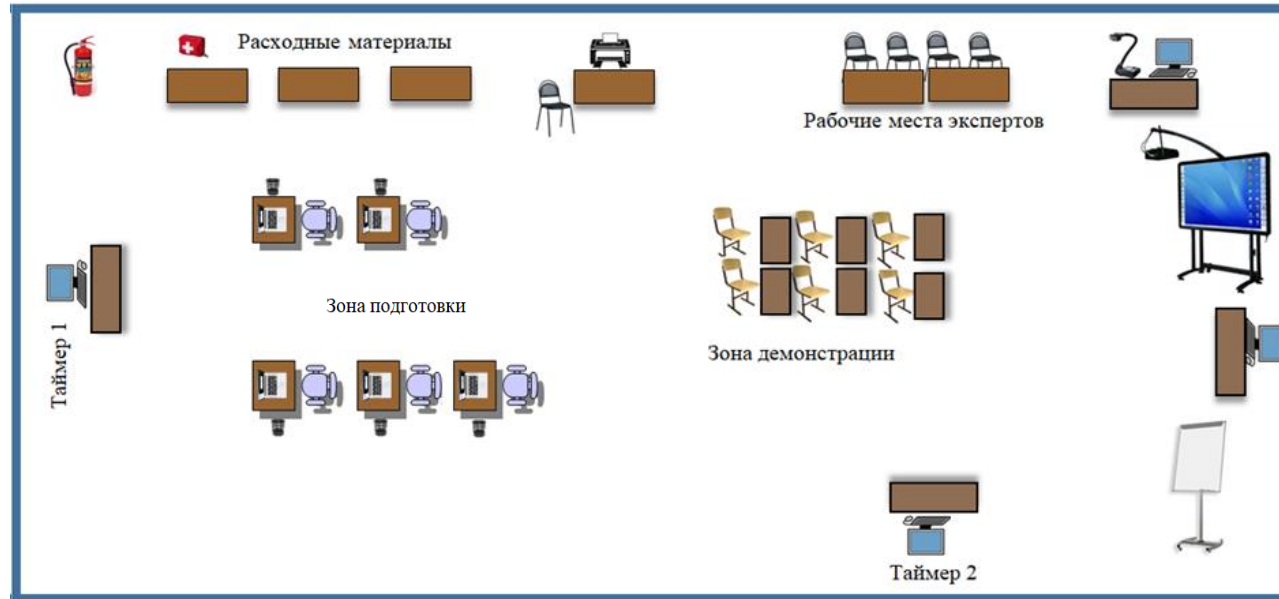 Расходные материалы
Рабочие места экспертов
Зона подготовки
Таймер 1
Зона демонстрации
Таймер 2